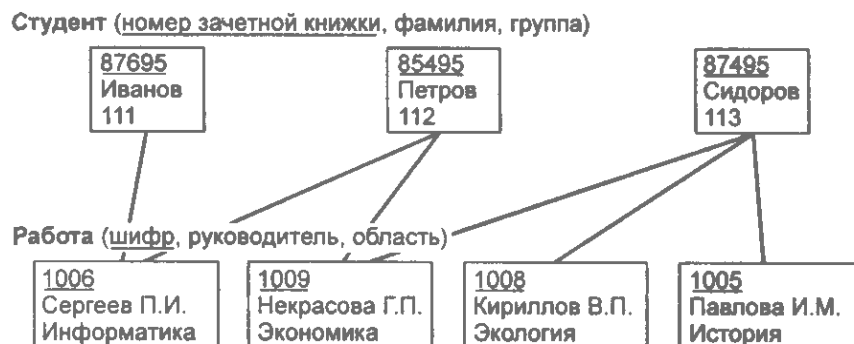 Студент (номер зачетной книжки, фамилия, группа)
87695
Иванов
111
85495
Петров
112
87495
Сидоров
113
Работа (шифр, руководитель, область)
1006
Сергеев П.И.
Информатика
1009
Некрасова Г.П.
Экономика
1008
Кириллов В.П.
Экология
1005
Павлова И.М.
История